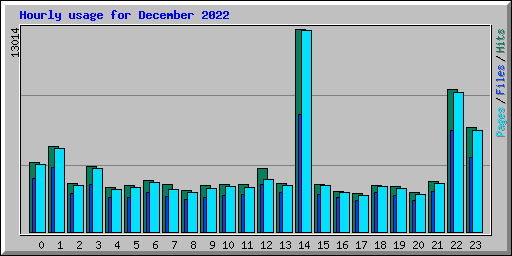 Hourly usage for December 2022
13014
Pages/Files/Hits
0 1 2 3 4 5 6 7 8 9 10 11 12 13 14 15 16 17 18 19 20 21 22 23